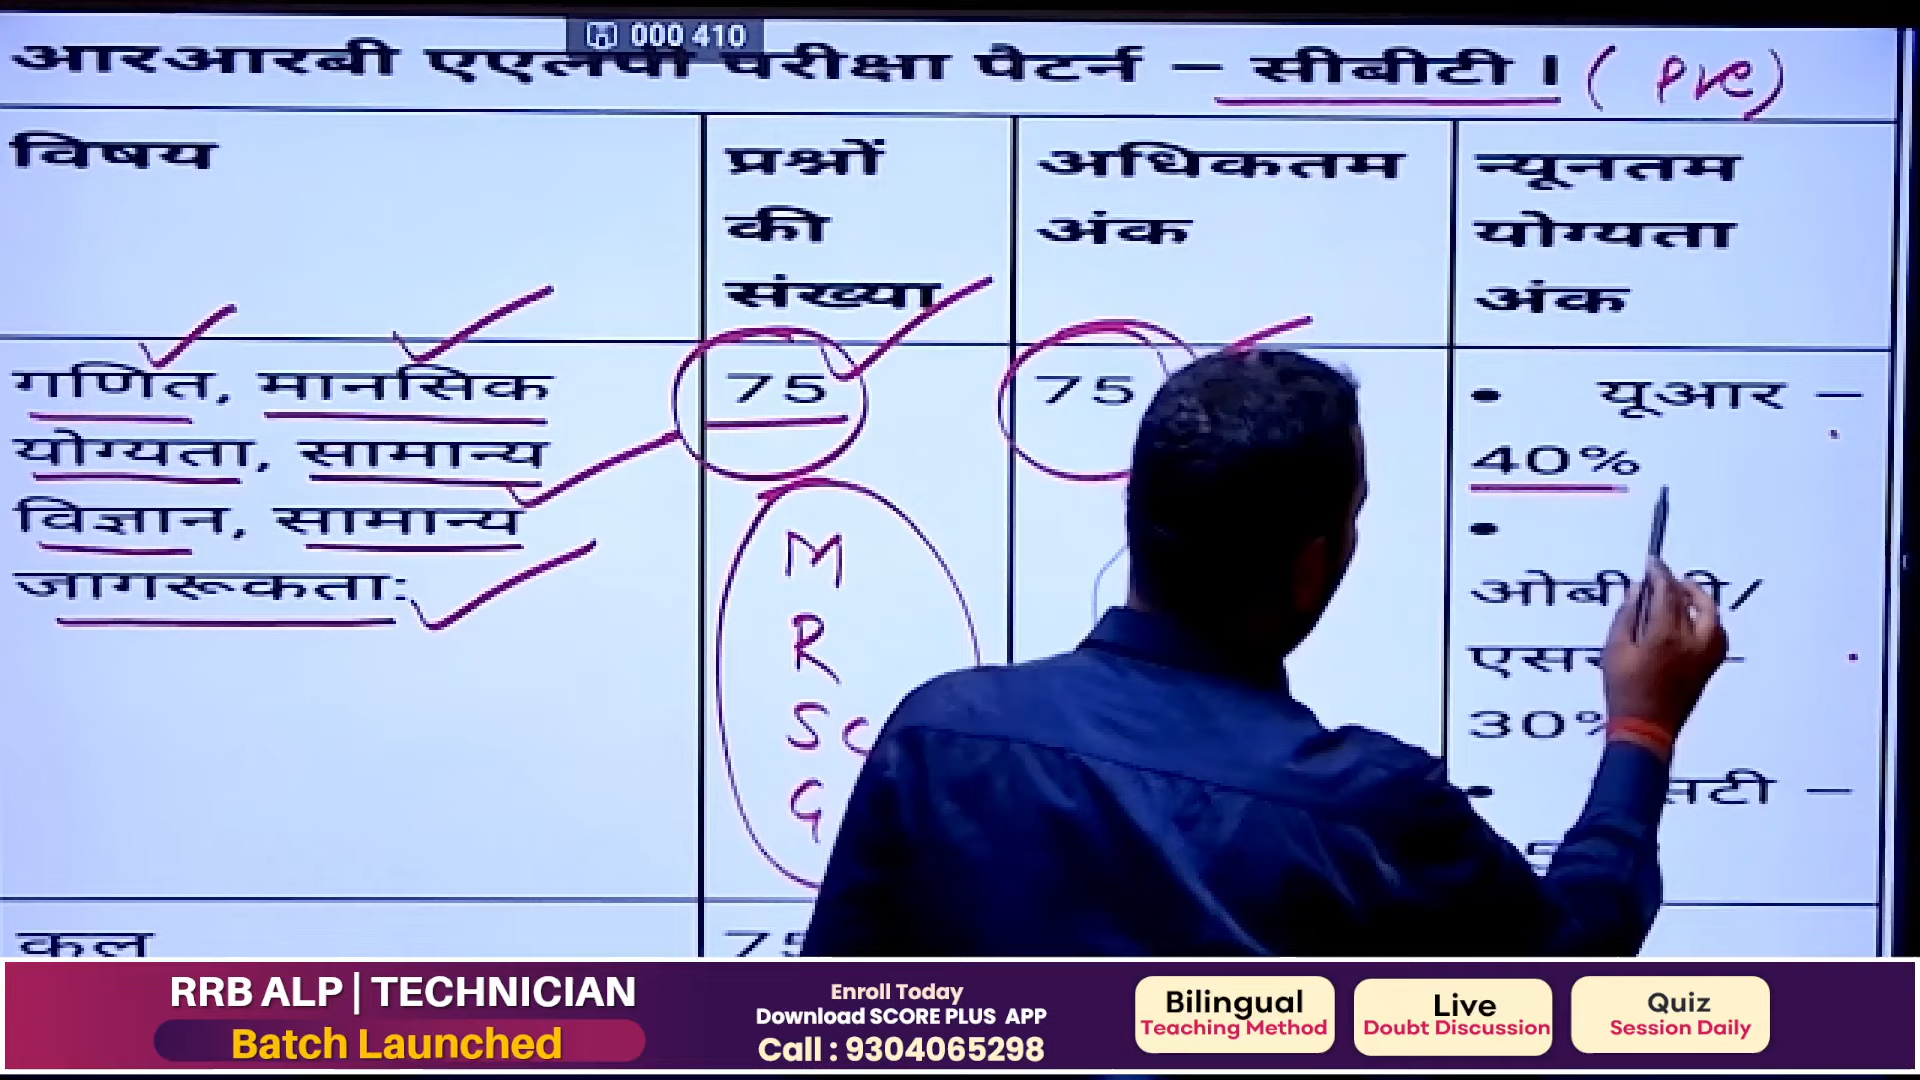 000 410
आरआरबी एएलपी परीक्षा पैटर्न – सीबीटी I ( Pre)
विषय
प्रश्नों
की
संख्या
अधिकतम
अंक
न्यूनतम
योग्यता
अंक
गणित, मानसिक
योग्यता, सामान्य
विज्ञान, सामान्य
जागरूकता:
75
M
R
SC
G
75
• यूआर –
40%
•
30%
•
कुल
75
RRB ALP | TECHNICIAN
Batch Launched
Enroll Today
Download SCORE PLUS APP
Call : 9304065298
Bilingual
Teaching Method
Live
Doubt Discussion
Quiz
Session Daily